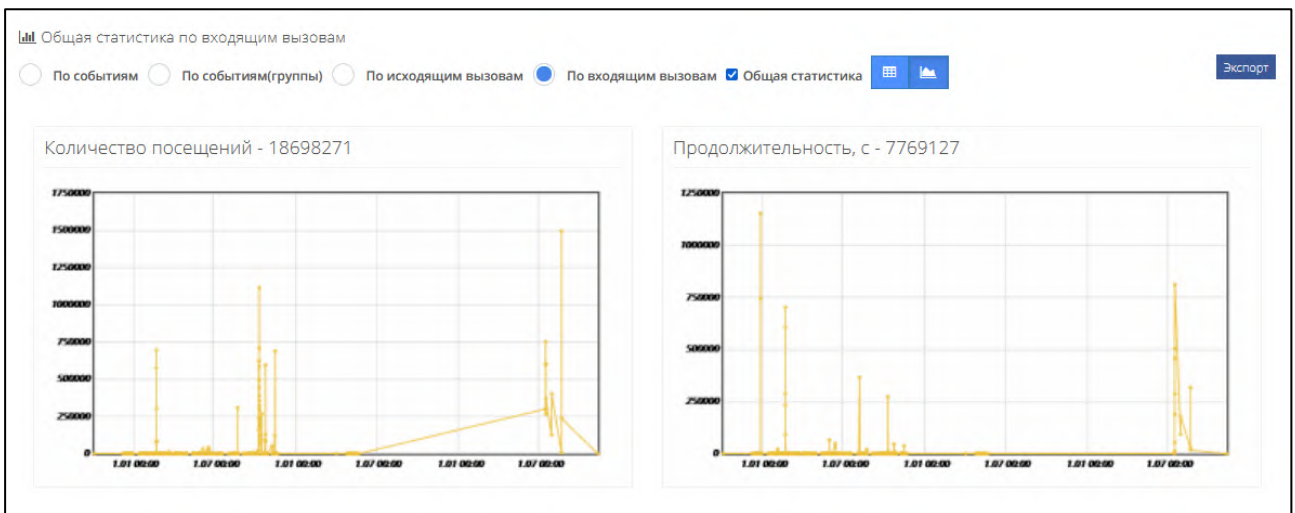 Общая статистика по входящим вызовам
По событиям По событиям(группы) По исходящим вызовам По входящим вызовам Общая статистика Экспорт
Количество посещений - 18698271
1750000
1500000
1250000
1000000
750000
500000
250000
0
1.01 00:00 1.07 00:00 1.01 00:00 1.07 00:00 1.01 00:00 1.07 00:00
Продолжительность, с - 7769127
1250000
1000000
750000
500000
250000
0
1.01 00:00 1.07 00:00 1.01 00:00 1.07 00:00 1.01 00:00 1.07 00:00